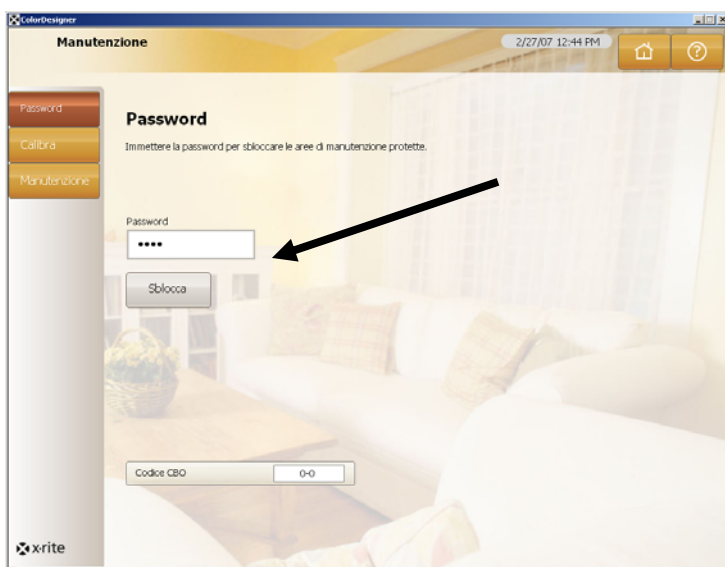 ColorDesigner
Manutenzione
2/27/07 12:44 PM
?
Password
Calibra
Manutenzione
Password
Immettere la password per sbloccare le aree di manutenzione protette.
Password
••••
Sblocca
Codice CBO
0-0
x·rite